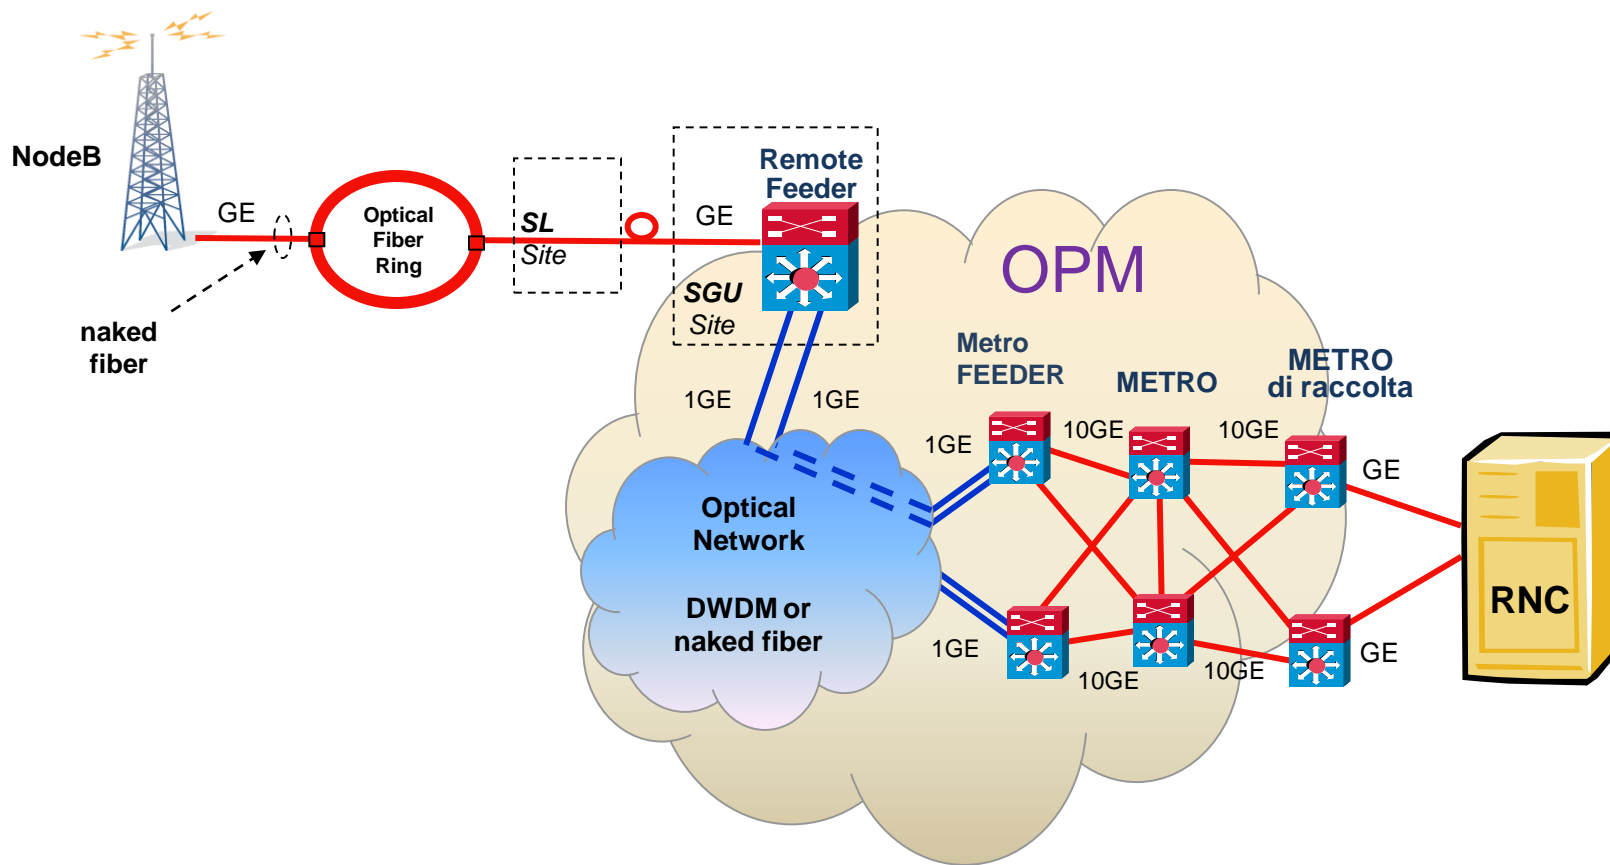 NodeB
GE
naked
fiber
Optical
Fiber
Ring
SL
Site
GE
Remote
Feeder
SGU
Site
OPM
1GE
1GE
Metro
FEEDER
METRO
METRO
di raccolta
1GE
10GE
10GE
GE
Optical
Network
DWDM or
naked fiber
1GE
10GE
10GE
GE
RNC